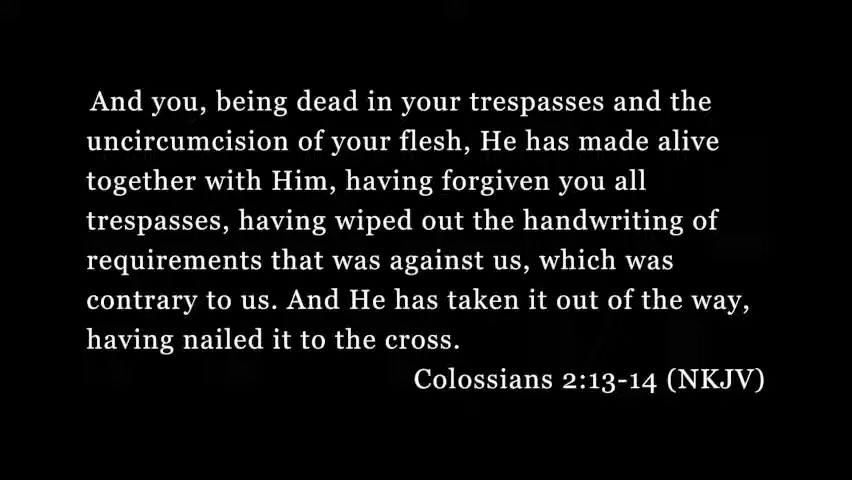 And you, being dead in your trespasses and the
uncircumcision of your flesh, He has made alive
together with Him, having forgiven you all
trespasses, having wiped out the handwriting of
requirements that was against us, which was
contrary to us. And He has taken it out of the way,
having nailed it to the cross.
Colossians 2:13-14 (NKJV)